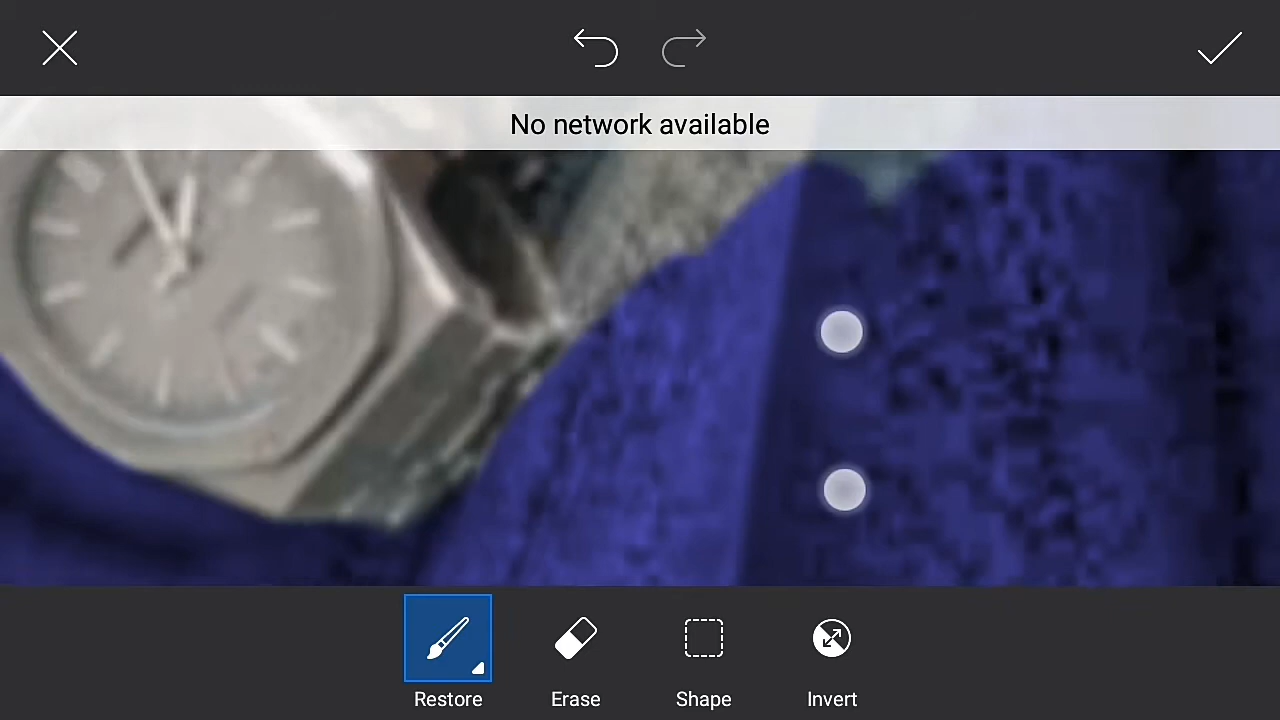 No network available
Restore
Erase
Shape
Invert